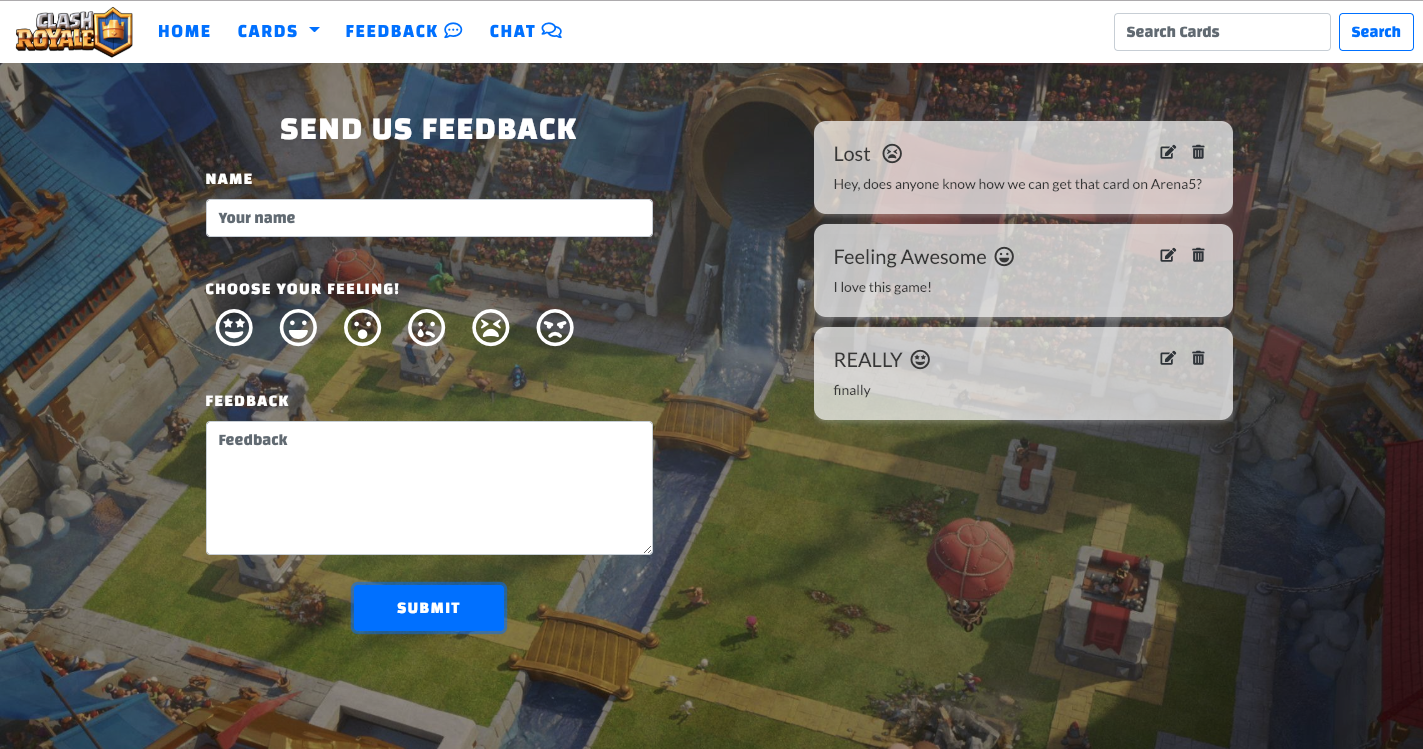 CLASH
ROYALE
HOME
CARDS
FEEDBACK
CHAT
Search Cards
Search
SEND US FEEDBACK
NAME
Your name
CHOOSE YOUR FEELING!
FEEDBACK
Feedback
SUBMIT
Lost
Hey, does anyone know how we can get that card on Arena5?
Feeling Awesome
I love this game!
REALLY
finally